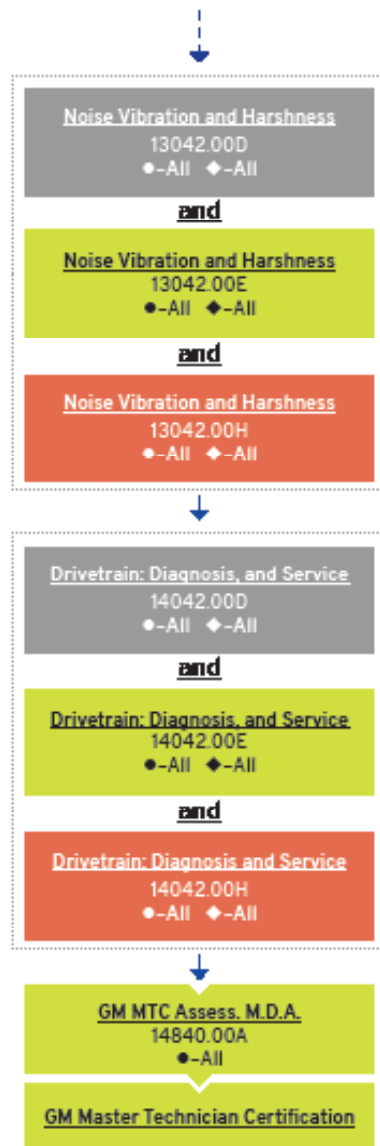 Noise Vibration and Harshness
13042.00D
●-All ◆-All
and
Noise Vibration and Harshness
13042.00E
●-All ◆-All
and
Noise Vibration and Harshness
13042.00H
●-All ◆-All
Drivetrain: Diagnosis, and Service
14042.00D
●-All ◆-All
and
Drivetrain: Diagnosis, and Service
14042.00E
●-All ◆-All
and
Drivetrain: Diagnosis and Service
14042.00H
●-All ◆-All
GM MTC Assess. M.D.A.
14840.00A
●-All
GM Master Technician Certification